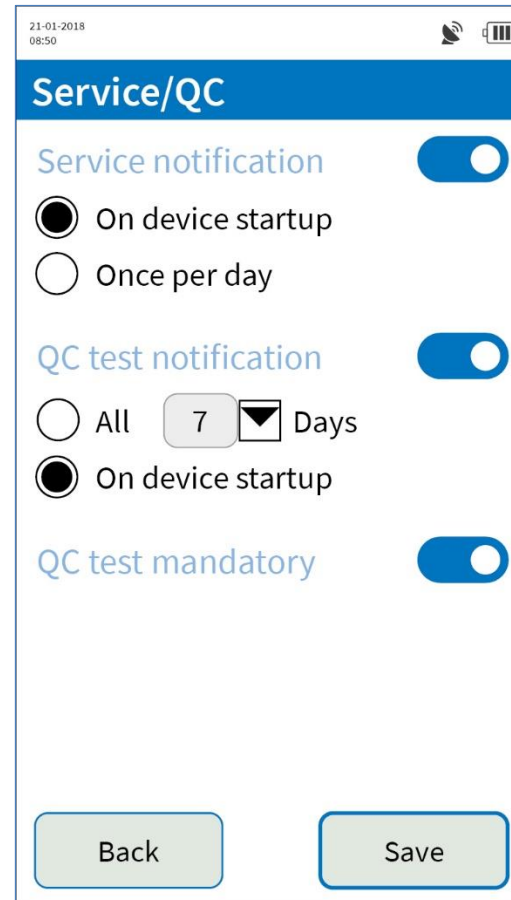 21-01-2018
08:50
Service/QC
Service notification
On device startup
Once per day
QC test notification
All 7 Days
On device startup
QC test mandatory
Back Save